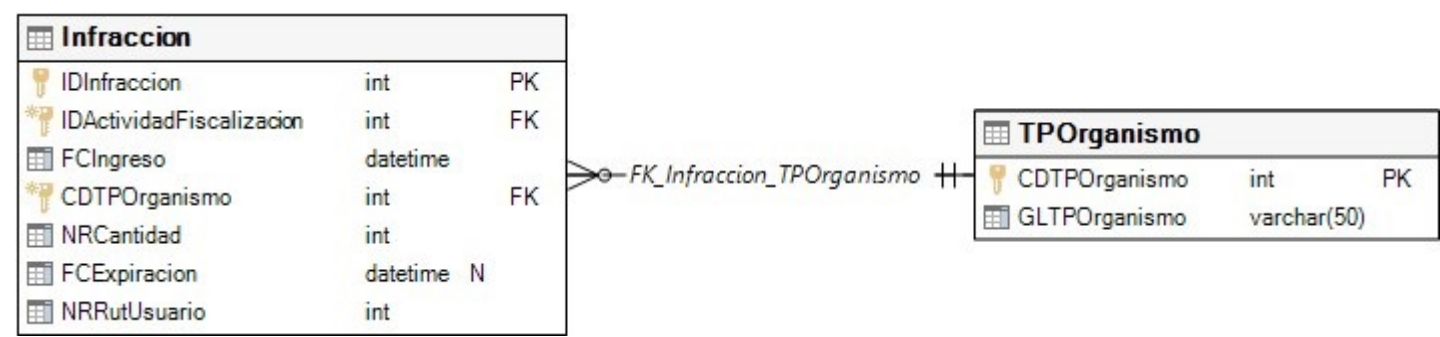 Infraccion
IDInfraccion int PK
IDActividadFiscalizacion int FK
FCIngreso datetime
CDTPOrganismo int FK
NRCantidad int
FCExpiracion datetime N
NRRutUsuario int
FK_Infraccion_TPOrganismo
TPOrganismo
CDTPOrganismo int PK
GLTPOrganismo varchar(50)